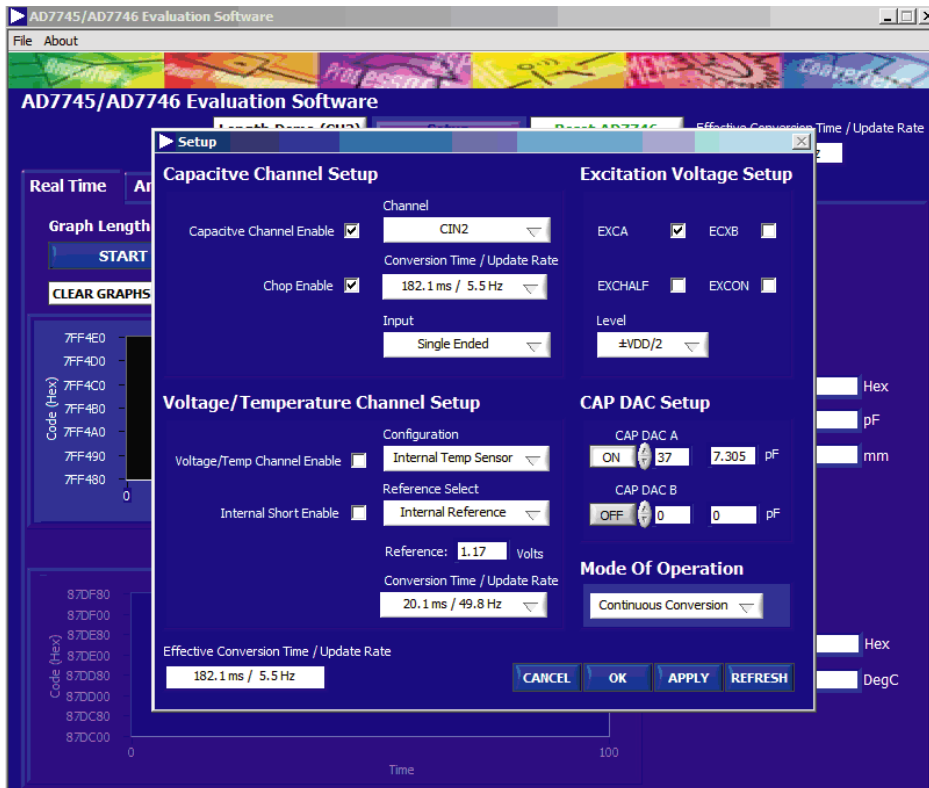 AD7745/AD7746 Evaluation Software
File About
AD7745/AD7746 Evaluation Software
Length Demo (CH2) Setup Reset AD7746 Effective Conversion Time / Update Rate
Setup
Real Time
Graph Length
START
CLEAR GRAPHS
7FF4E0
7FF4D0
7FF4C0
7FF4B0
7FF4A0
7FF490
7FF480
Code (Hex)
0
Capacitve Channel Setup
Capacitve Channel Enable
Channel
CIN2
Chop Enable
Conversion Time / Update Rate
182.1 ms / 5.5 Hz
Input
Single Ended
Excitation Voltage Setup
EXCA ECXB
EXCHALF EXCON
Level
±VDD/2
Voltage/Temperature Channel Setup
Voltage/Temp Channel Enable
Configuration
Internal Temp Sensor
Internal Short Enable
Reference Select
Internal Reference
Reference: 1.17 Volts
Conversion Time / Update Rate
20.1 ms / 49.8 Hz
CAP DAC Setup
CAP DAC A
ON 37 7.305 pF
CAP DAC B
OFF 0 0 pF
Mode Of Operation
Continuous Conversion
Effective Conversion Time / Update Rate
182.1 ms / 5.5 Hz
CANCEL OK APPLY REFRESH
Hex
pF
mm
87DF80
87DF00
87DE80
87DE00
87DD80
87DD00
87DC80
87DC00
Code (Hex)
0 100
Time
Hex
DegC